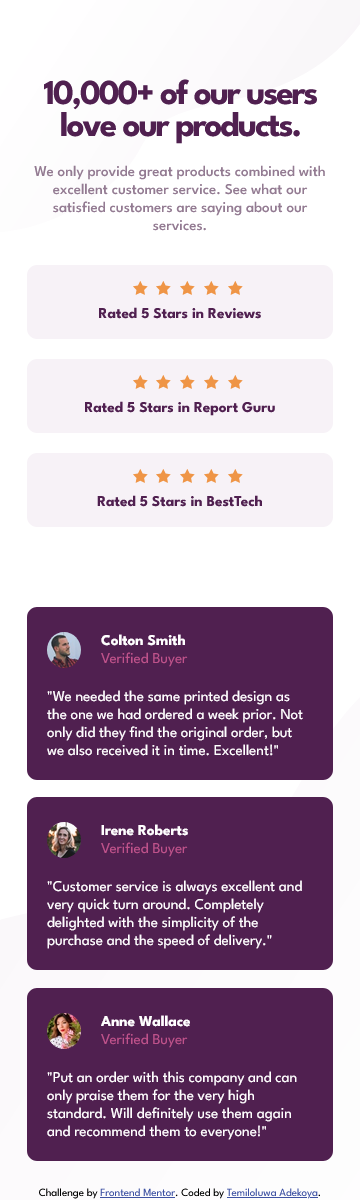 10,000+ of our users
love our products.
We only provide great products combined with
excellent customer service. See what our
satisfied customers are saying about our
services.
Rated 5 Stars in Reviews
Rated 5 Stars in Report Guru
Rated 5 Stars in BestTech
Colton Smith
Verified Buyer
"We needed the same printed design as
the one we had ordered a week prior. Not
only did they find the original order, but
we also received it in time. Excellent!"
Irene Roberts
Verified Buyer
"Customer service is always excellent and
very quick turn around. Completely
delighted with the simplicity of the
purchase and the speed of delivery."
Anne Wallace
Verified Buyer
"Put an order with this company and can
only praise them for the very high
standard. Will definitely use them again
and recommend them to everyone!"
Challenge by Frontend Mentor. Coded by Temiloluwa Adekoya.